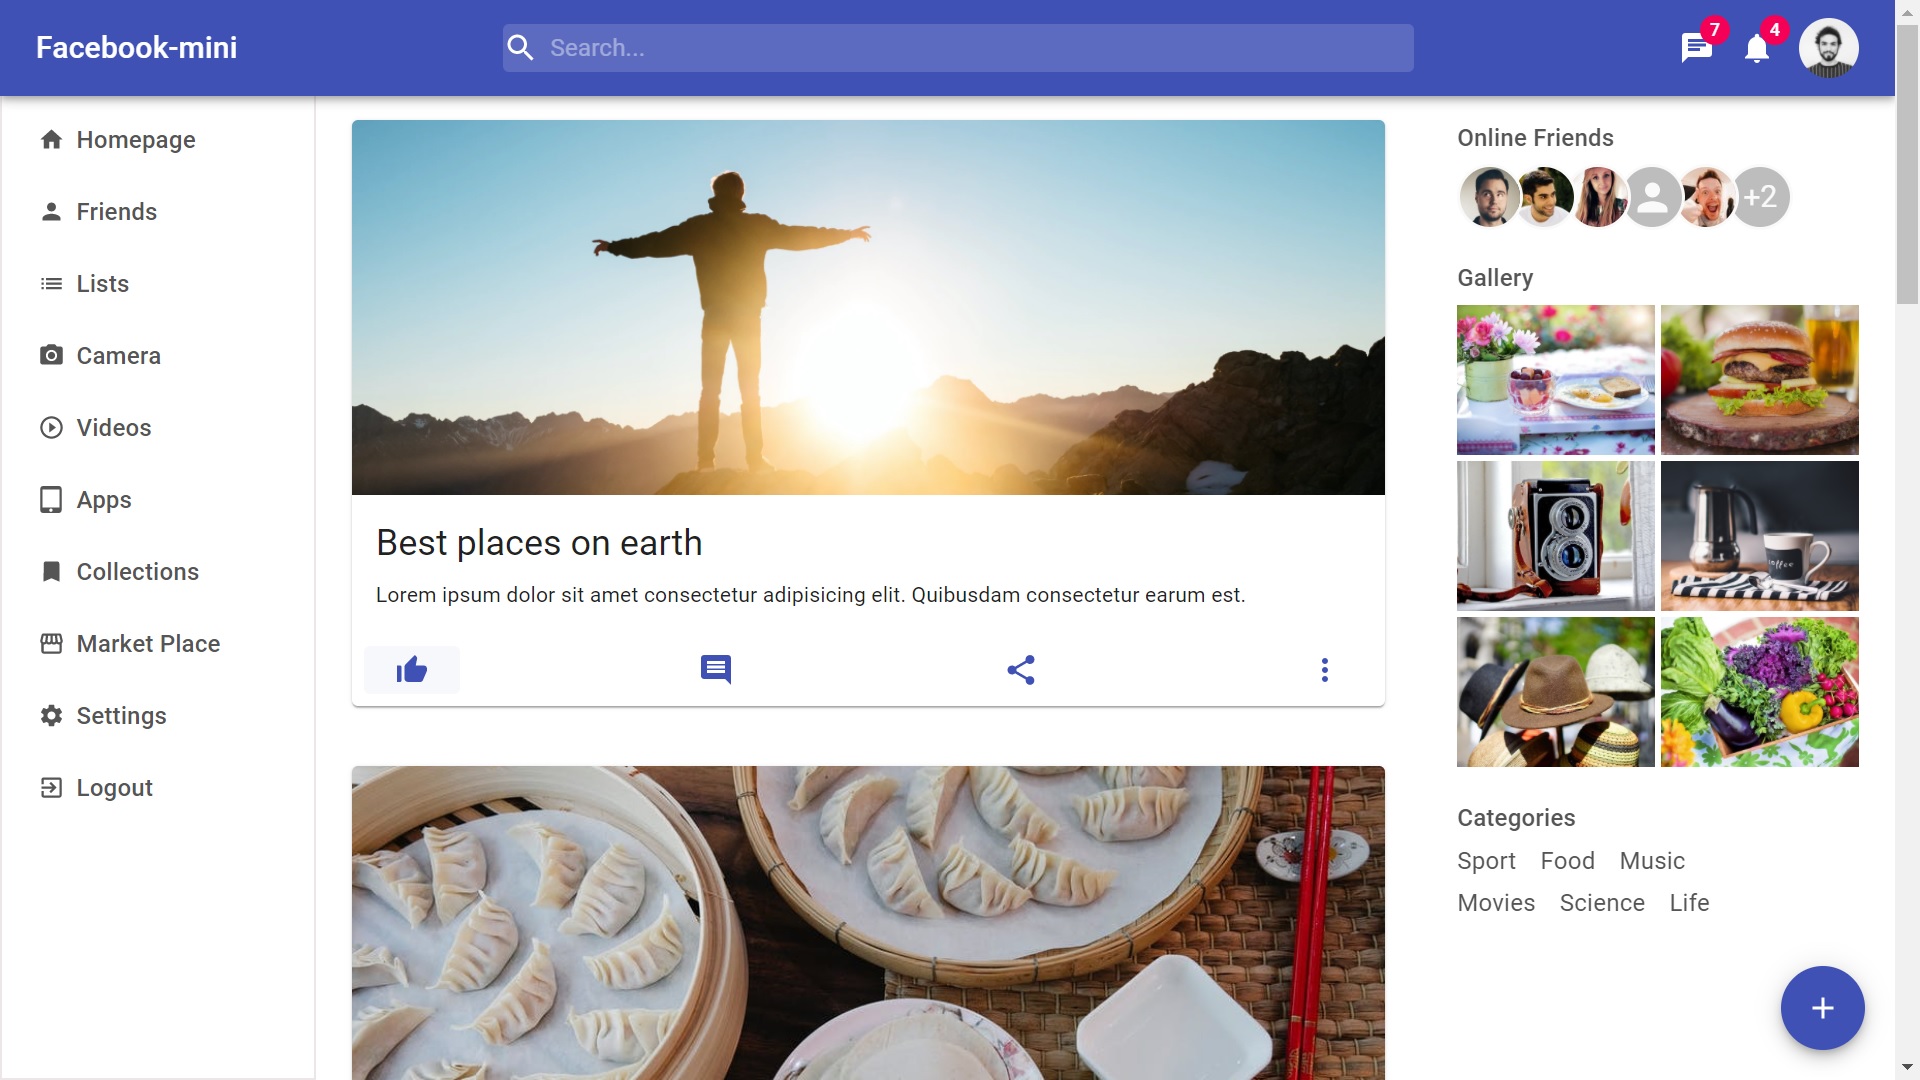 Facebook-mini
Search...
7
4
Homepage
Friends
Lists
Camera
Videos
Apps
Collections
Market Place
Settings
Logout
Best places on earth
Lorem ipsum dolor sit amet consectetur adipisicing elit. Quibusdam consectetur earum est.
Online Friends
+2
Gallery
coffee
Categories
Sport Food Music
Movies Science Life
+